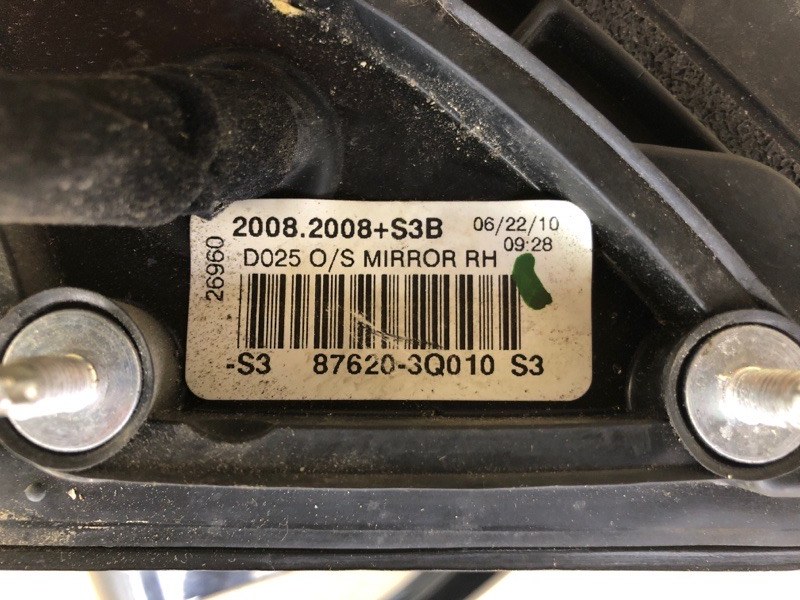 2008.2008+S3B 06/22/10
09:28
D025 O/S MIRROR RH
26960
-S3 87620-3Q010 S3